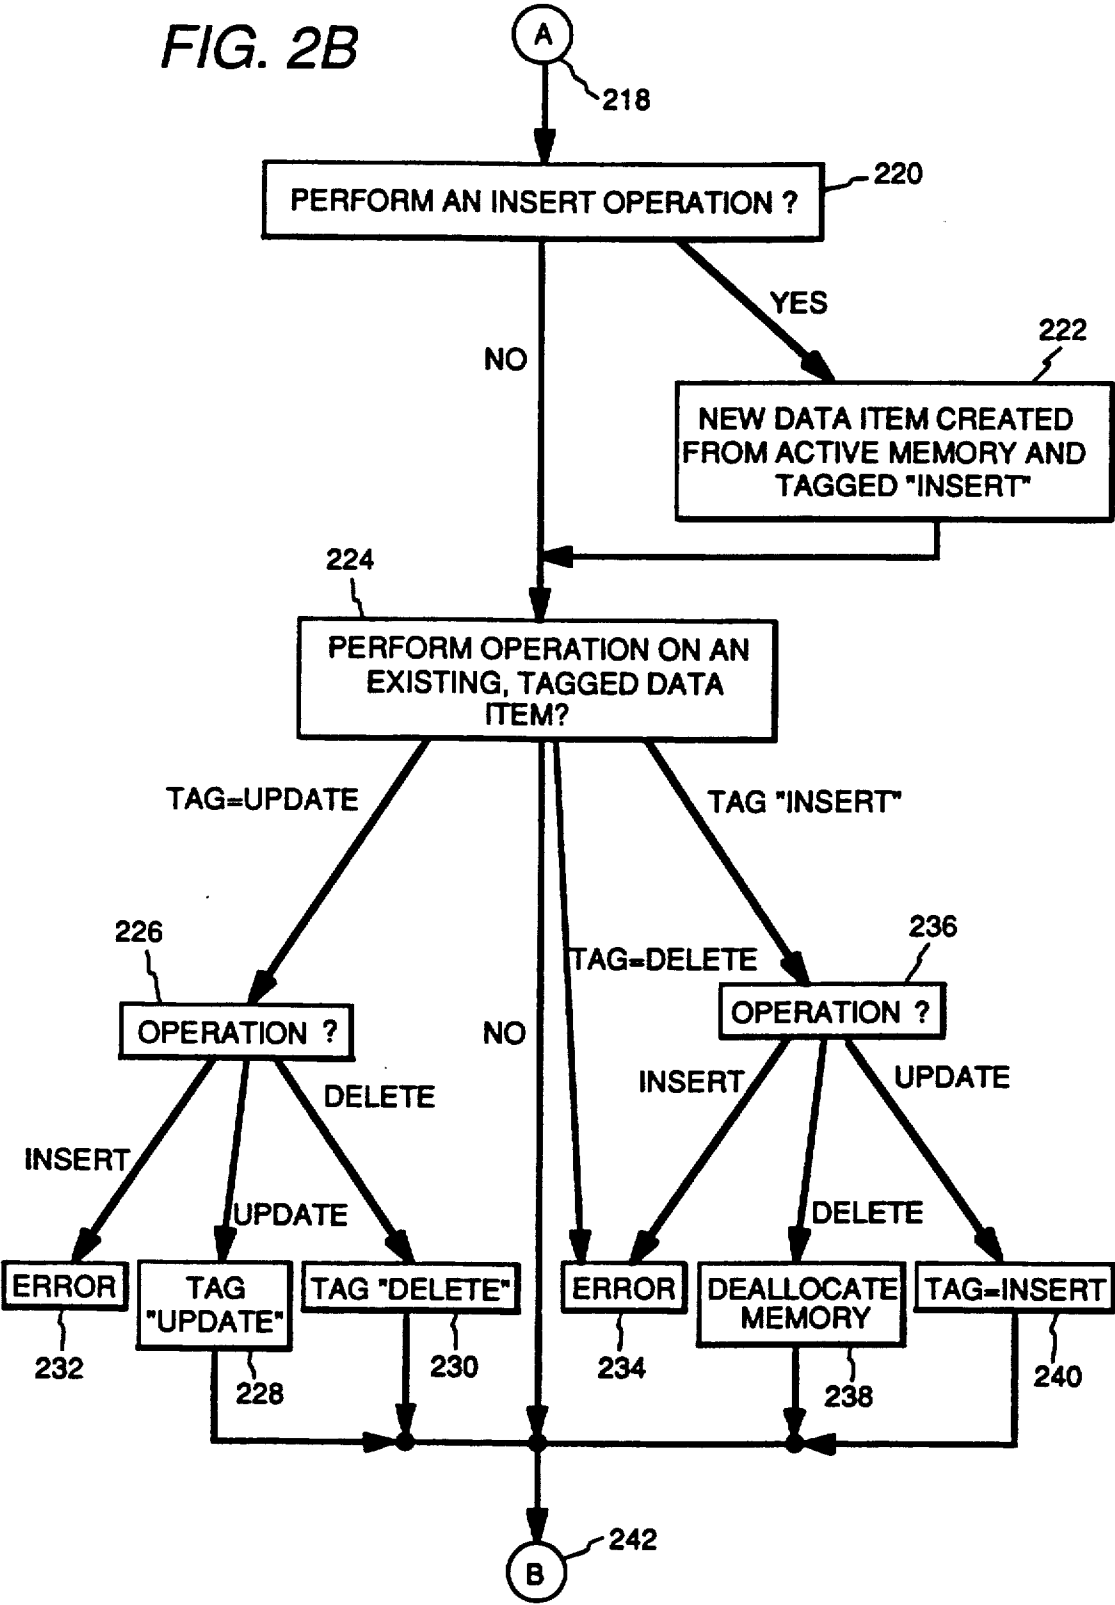 FIG. 2B
A
218
PERFORM AN INSERT OPERATION ?
220
YES
NO
222
NEW DATA ITEM CREATED
FROM ACTIVE MEMORY AND
TAGGED "INSERT"
224
PERFORM OPERATION ON AN
EXISTING, TAGGED DATA
ITEM?
TAG=UPDATE
TAG "INSERT"
226
236
TAG=DELETE
OPERATION ?
NO
OPERATION ?
INSERT
UPDATE
DELETE
INSERT
UPDATE
DELETE
ERROR
TAG
"UPDATE"
TAG "DELETE"
ERROR
DEALLOCATE
MEMORY
TAG=INSERT
232
228
230
234
238
240
242
B